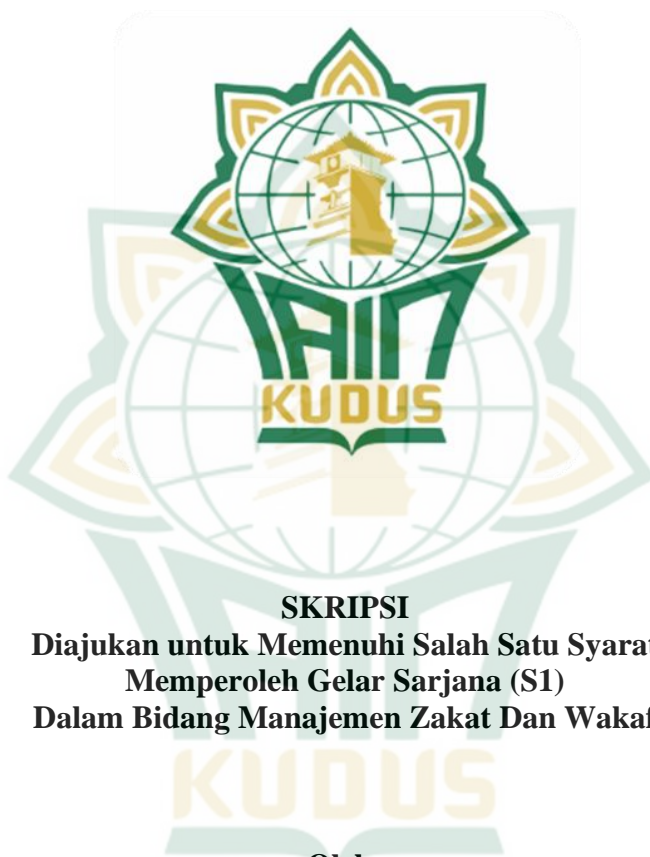 IAIN
KUDUS
SKRIPSI
Diajukan untuk Memenuhi Salah Satu Syarat
Memperoleh Gelar Sarjana (S1)
Dalam Bidang Manajemen Zakat Dan Wakaf
KUDUS